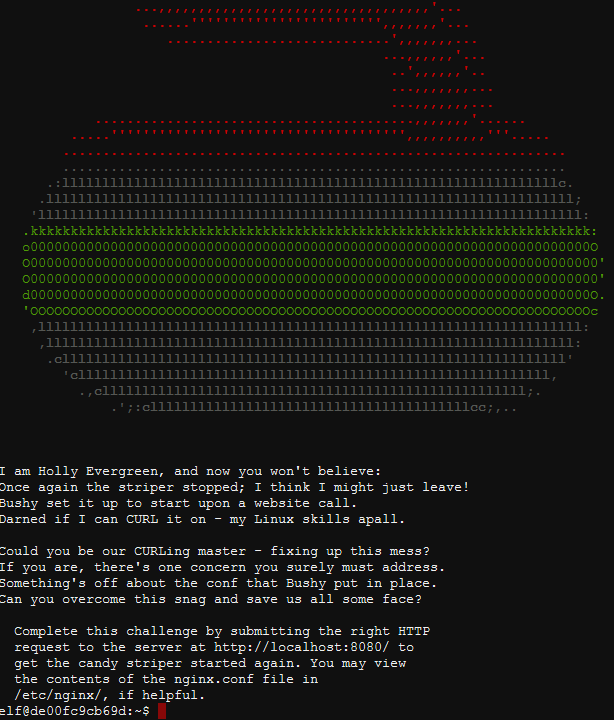 I am Holly Evergreen, and now you won't believe:
Once again the striper stopped; I think I might just leave!
Bushy set it up to start upon a website call.
Darned if I can CURL it on - my Linux skills apall.
Could you be our CURLing master - fixing up this mess?
If you are, there's one concern you surely must address.
Something's off about the conf that Bushy put in place.
Can you overcome this snag and save us all some face?
Complete this challenge by submitting the right HTTP
request to the server at http://localhost:8080/ to
get the candy striper started again. You may view
the contents of the nginx.conf file in
/etc/nginx/, if helpful.
elf@de00fc9cb69d:~$